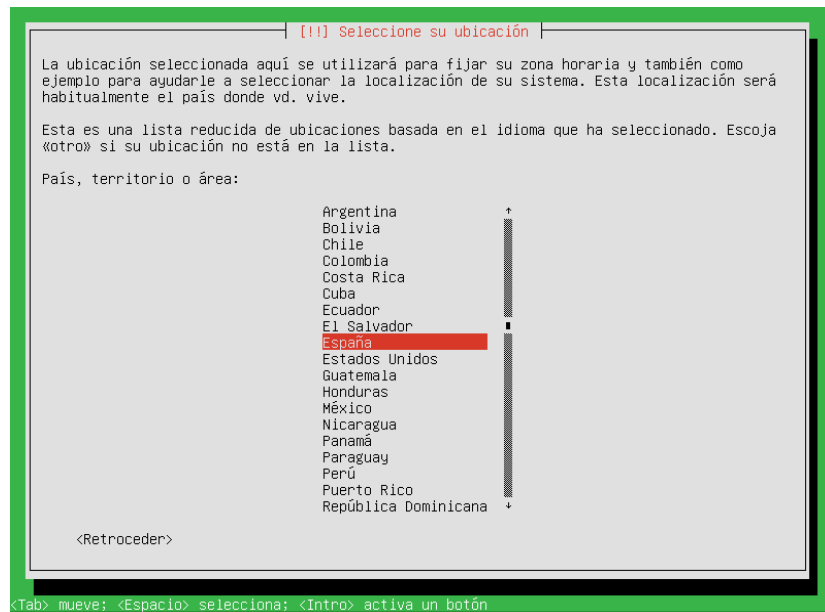 [!!] Seleccione su ubicación
La ubicación seleccionada aquí se utilizará para fijar su zona horaria y también como
ejemplo para ayudarle a seleccionar la localización de su sistema. Esta localización será
habitualmente el país donde vd. vive.
Esta es una lista reducida de ubicaciones basada en el idioma que ha seleccionado. Escoja
«otro» si su ubicación no está en la lista.
País, territorio o área:
Argentina
Bolivia
Chile
Colombia
Costa Rica
Cuba
Ecuador
El Salvador
España
Estados Unidos
Guatemala
Honduras
México
Nicaragua
Panamá
Paraguay
Perú
Puerto Rico
República Dominicana
<Retroceder>
<Tab> mueve; <Espacio> selecciona; <Intro> activa un botón